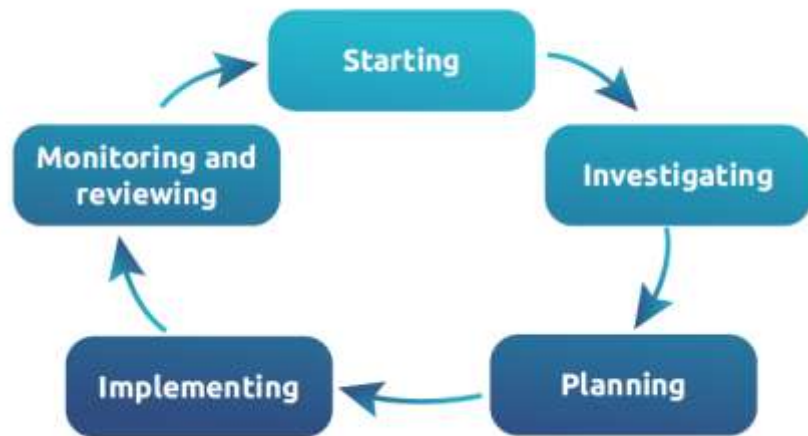 Starting
Investigating
Planning
Implementing
Monitoring and
reviewing